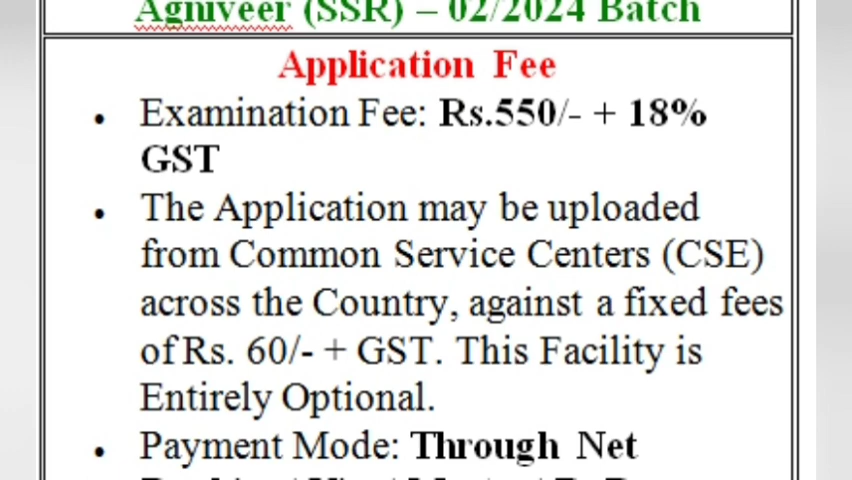 Agniveer (SSR) – 02/2024 Batch
Application Fee
• Examination Fee: Rs.550/- + 18%
GST
• The Application may be uploaded
from Common Service Centers (CSE)
across the Country, against a fixed fees
of Rs. 60/- + GST. This Facility is
Entirely Optional.
• Payment Mode: Through Net